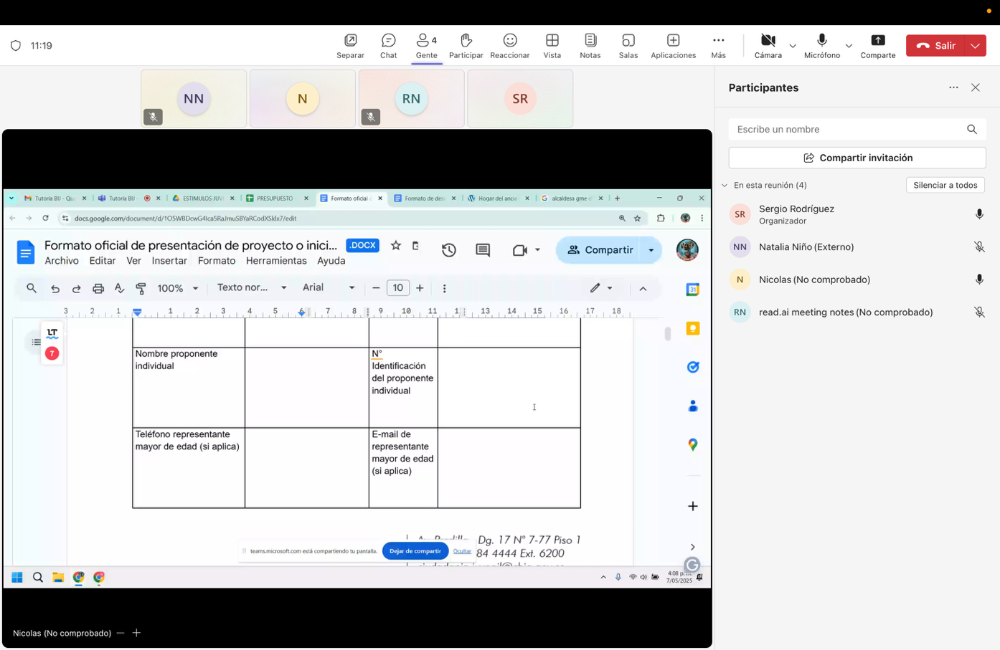 11:19
Separar
Chat
4
Gente
Participar
Reaccionar
Vista
Notas
Salas
Aplicaciones
Más
Cámara
Micrófono
Comparte
Salir
NN
N
RN
SR
Participantes
Escribe un nombre
Compartir invitación
En esta reunión (4)
Silenciar a todos
SR
Sergio Rodríguez
Organizador
NN
Natalia Niño (Externo)
N
Nicolas (No comprobado)
RN
read.ai meeting notes (No comprobado)
Tutoría BIJ - Qu
Tutoría BIJ -
ESTIMULOS JUV
PRESUPUESTO -
Formato oficial
Formato de des
Hogar del ancia
alcaldesa gme c
docs.google.com/document/d/1O5WBDcwG4Ica5RaJmuSBYaRCodXSkIx7/edit
Formato oficial de presentación de proyecto o inici...
.DOCX
Compartir
Archivo Editar Ver Insertar Formato Herramientas Ayuda
100%
Texto nor...
Arial
10
3 2 1 1 2 3 4 5 6 7 8 9 10 11 13 14 15 16 17 18
LT
7
31
Nombre proponente
individual
N°
Identificación
del proponente
individual
Teléfono representante
mayor de edad (si aplica)
E-mail de
representante
mayor de edad
(si aplica)
Dg. 17 N° 7-77 Piso 1
84 4444 Ext. 6200
teams.microsoft.com está compartiendo tu pantalla.
Dejar de compartir
Ocultar
4:08 p.
7/05/2025
Nicolas (No comprobado)